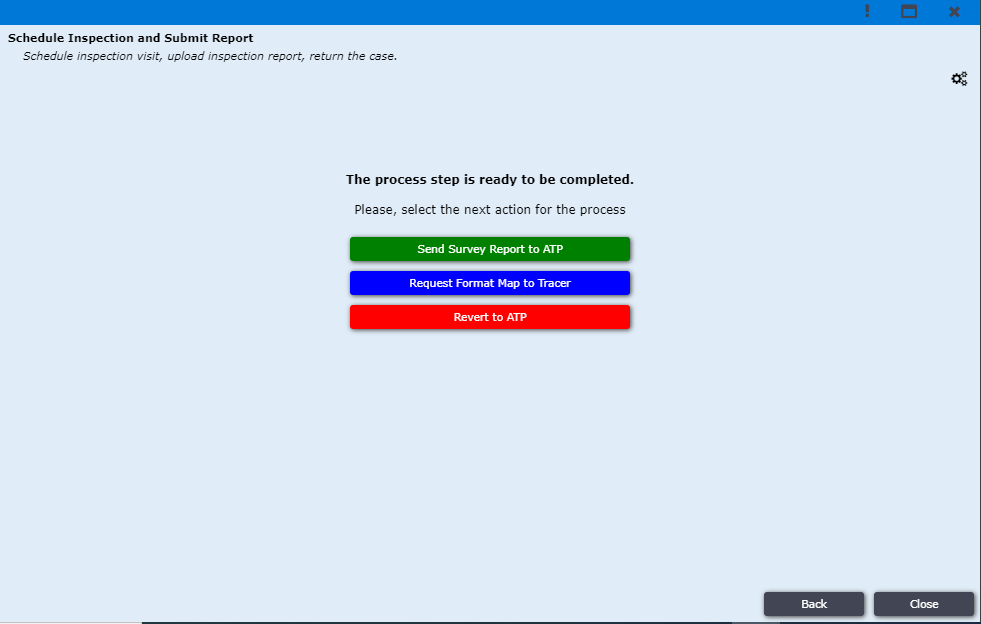 Schedule Inspection and Submit Report
Schedule inspection visit, upload inspection report, return the case.
The process step is ready to be completed.
Please, select the next action for the process
Send Survey Report to ATP
Request Format Map to Tracer
Revert to ATP
Back
Close